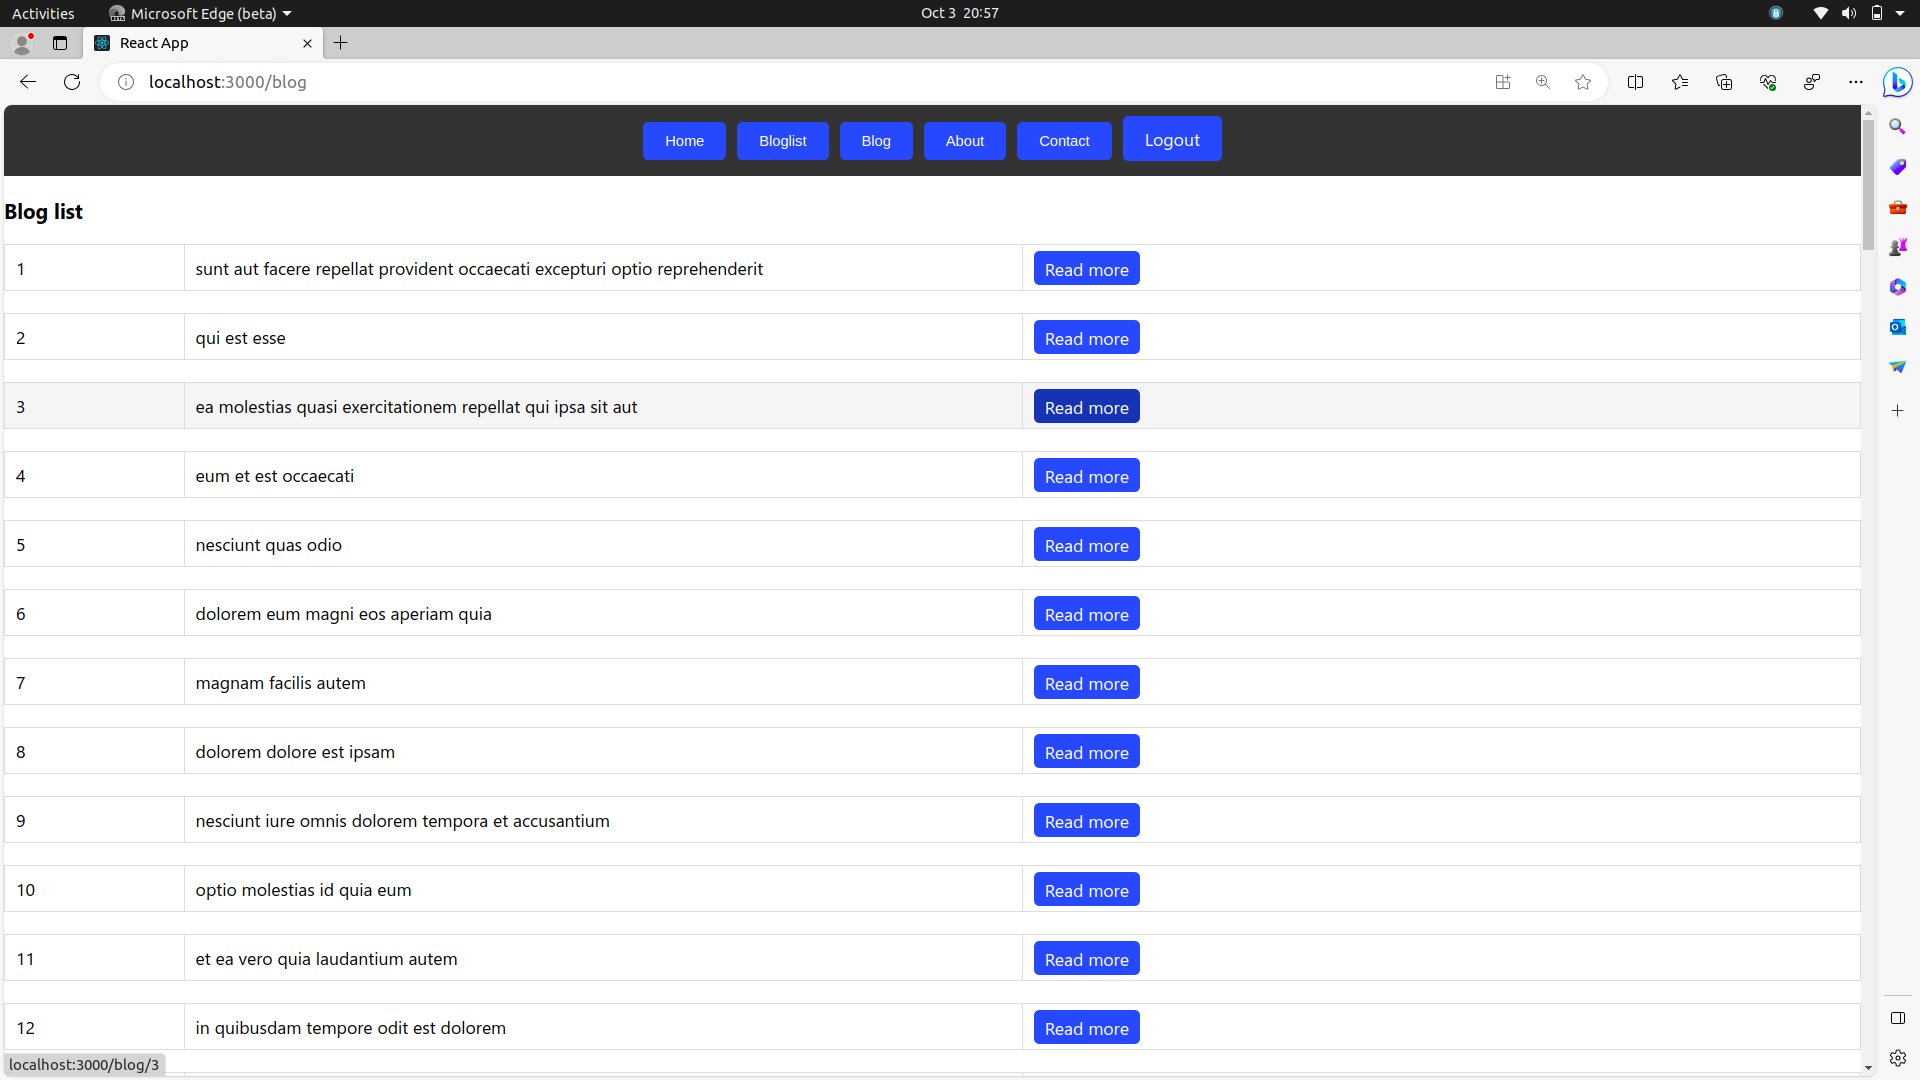 Activities Microsoft Edge (beta) Oct 3 20:57
React App
localhost:3000/blog
Home Bloglist Blog About Contact Logout
Blog list
1 sunt aut facere repellat provident occaecati excepturi optio reprehenderit Read more
2 qui est esse Read more
3 ea molestias quasi exercitationem repellat qui ipsa sit aut Read more
4 eum et est occaecati Read more
5 nesciunt quas odio Read more
6 dolorem eum magni eos aperiam quia Read more
7 magnam facilis autem Read more
8 dolorem dolore est ipsam Read more
9 nesciunt iure omnis dolorem tempora et accusantium Read more
10 optio molestias id quia eum Read more
11 et ea vero quia laudantium autem Read more
12 in quibusdam tempore odit est dolorem Read more
localhost:3000/blog/3